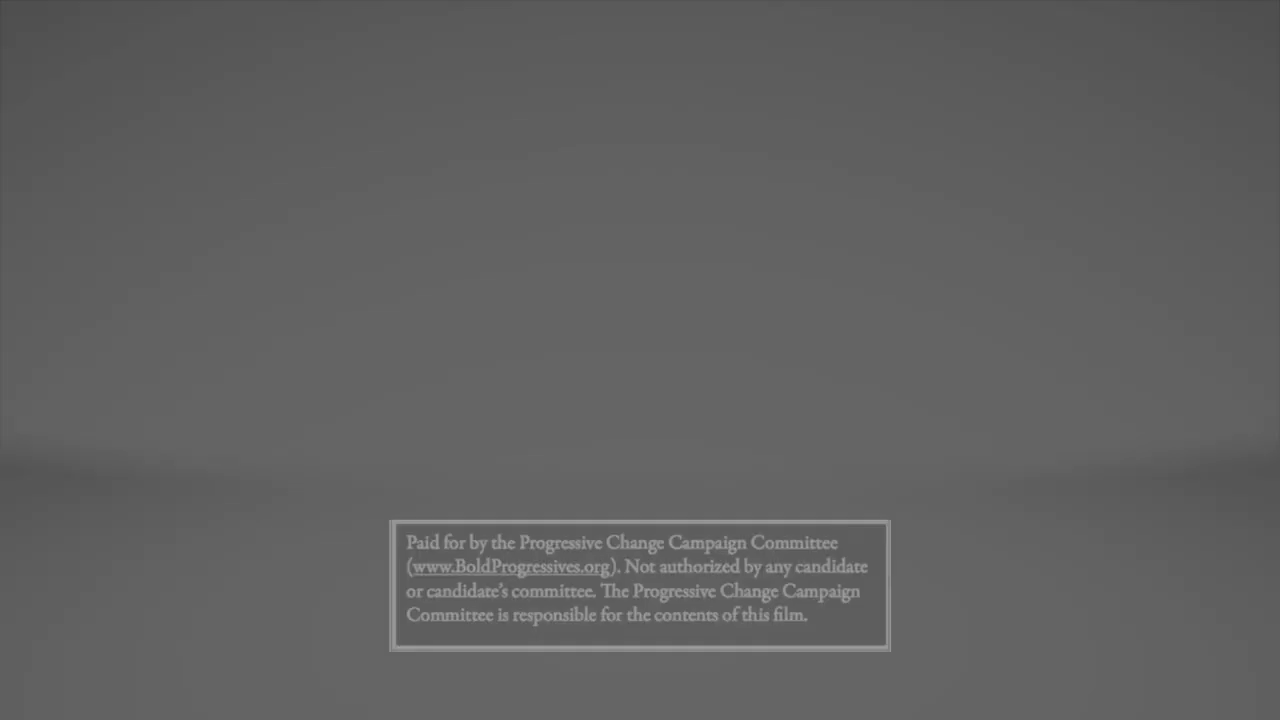 Paid for by the Progressive Change Campaign Committee
(www.BoldProgressives.org). Not authorized by any candidate
or candidate's committee. The Progressive Change Campaign
Committee is responsible for the contents of this film.